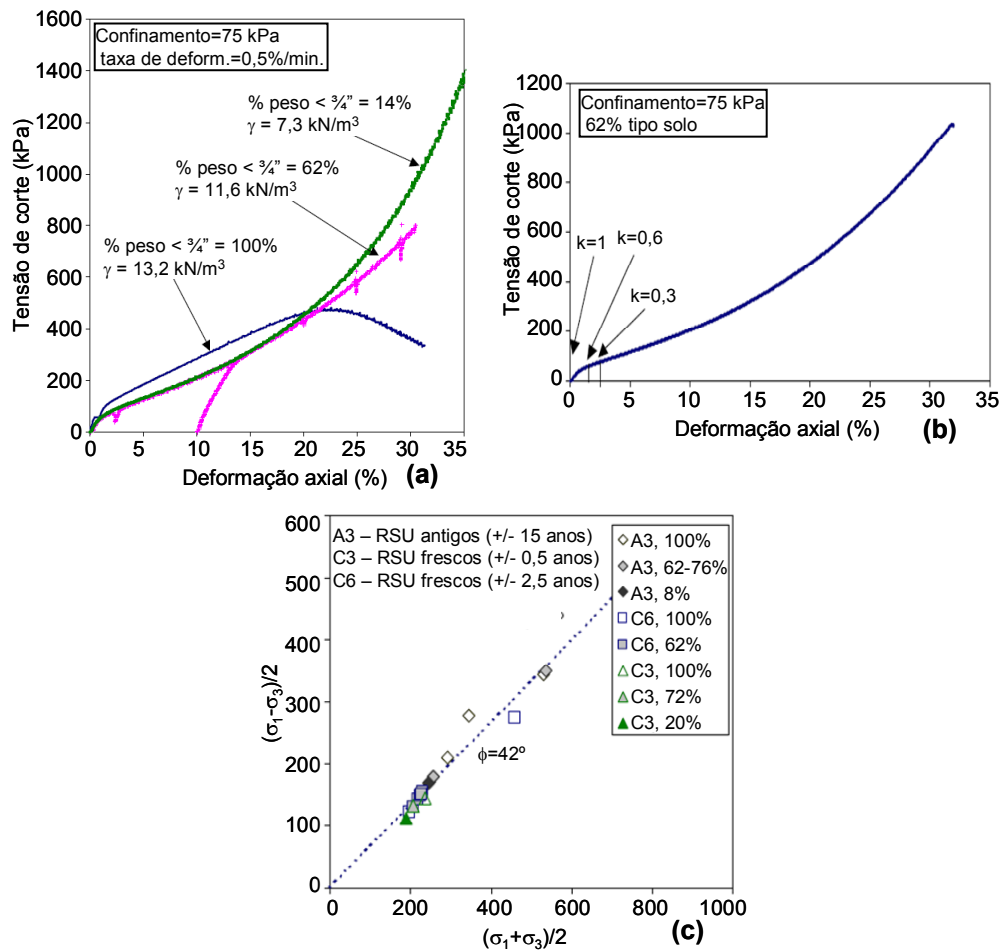 Confinamento=75 kPa
taxa de deform.=0,5%/min.
% peso < ¾" = 14%
γ = 7,3 kN/m³
% peso < ¾" = 62%
γ = 11,6 kN/m³
% peso < ¾" = 100%
γ = 13,2 kN/m³
Tensão de corte (kPa)
1600
1400
1200
1000
800
600
400
200
0
0 5 10 15 20 25 30 35
Deformação axial (%)
(a)
Confinamento=75 kPa
62% tipo solo
k=1
k=0,6
k=0,3
Tensão de corte (kPa)
1200
1000
800
600
400
200
0
0 5 10 15 20 25 30 35
Deformação axial (%)
(b)
A3 – RSU antigos (+/- 15 anos)
C3 – RSU frescos (+/- 0,5 anos)
C6 – RSU frescos (+/- 2,5 anos)
A3, 100%
A3, 62-76%
A3, 8%
C6, 100%
C6, 62%
C3, 100%
C3, 72%
C3, 20%
ϕ=42º
(σ₁-σ₃)/2
600
500
400
300
200
100
0
0 200 400 600 800 1000
(σ₁+σ₃)/2
(c)